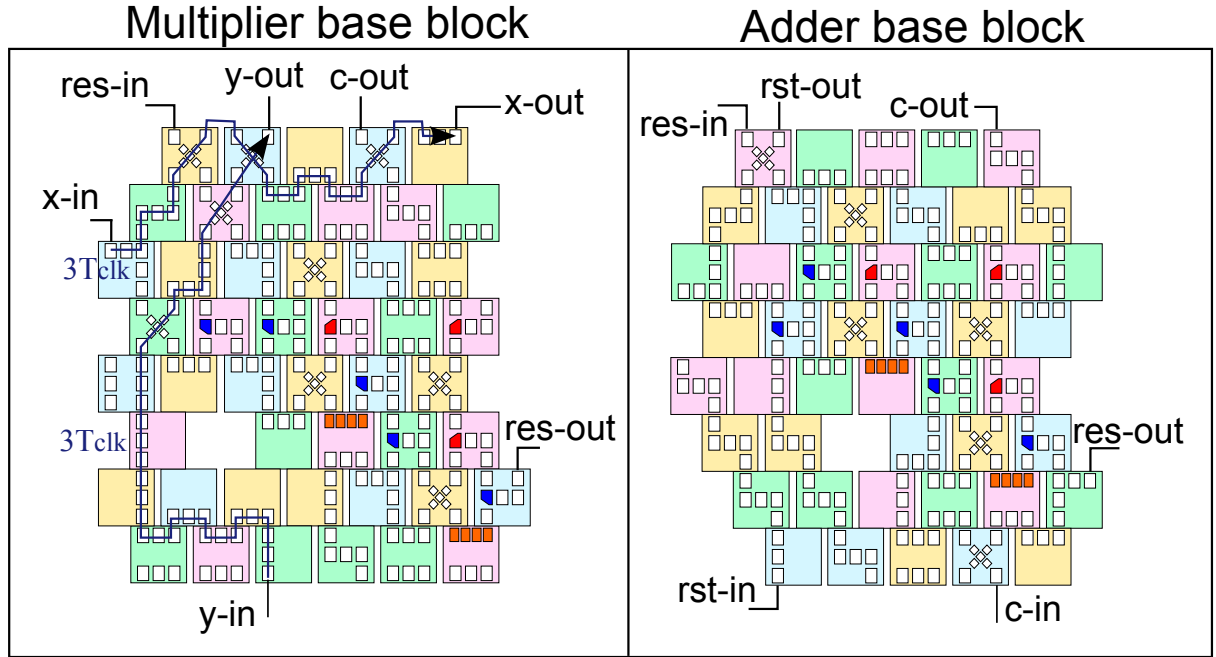 Multiplier base block
Adder base block
res-in
y-out
c-out
x-out
x-in
3Tclk
3Tclk
res-out
y-in
res-in
rst-out
c-out
res-out
rst-in
c-in